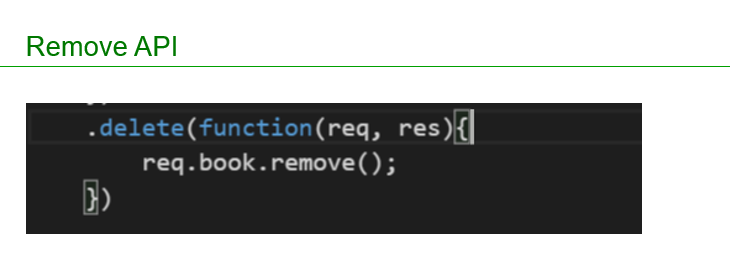 Remove API
.delete(function(req, res){
req.book.remove();
})